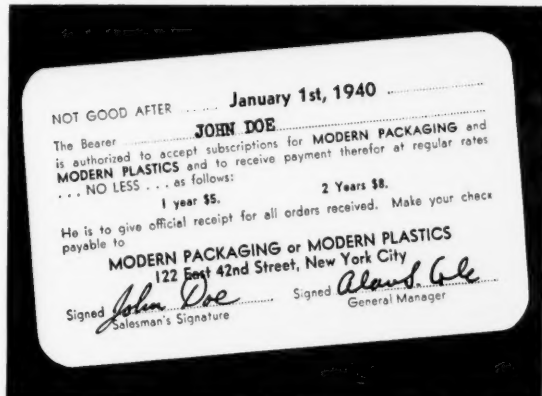 NOT GOOD AFTER ...... January 1st, 1940 ..............
The Bearer .............. JOHN DOE ..............
is authorized to accept subscriptions for MODERN PACKAGING and
MODERN PLASTICS and to receive payment therefor at regular rates
... NO LESS ... as follows:
1 year $5. 2 Years $8.
He is to give official receipt for all orders received. Make your check
payable to
MODERN PACKAGING or MODERN PLASTICS
122 East 42nd Street, New York City
Signed John Doe Signed Alan S. Cole
Salesman's Signature General Manager